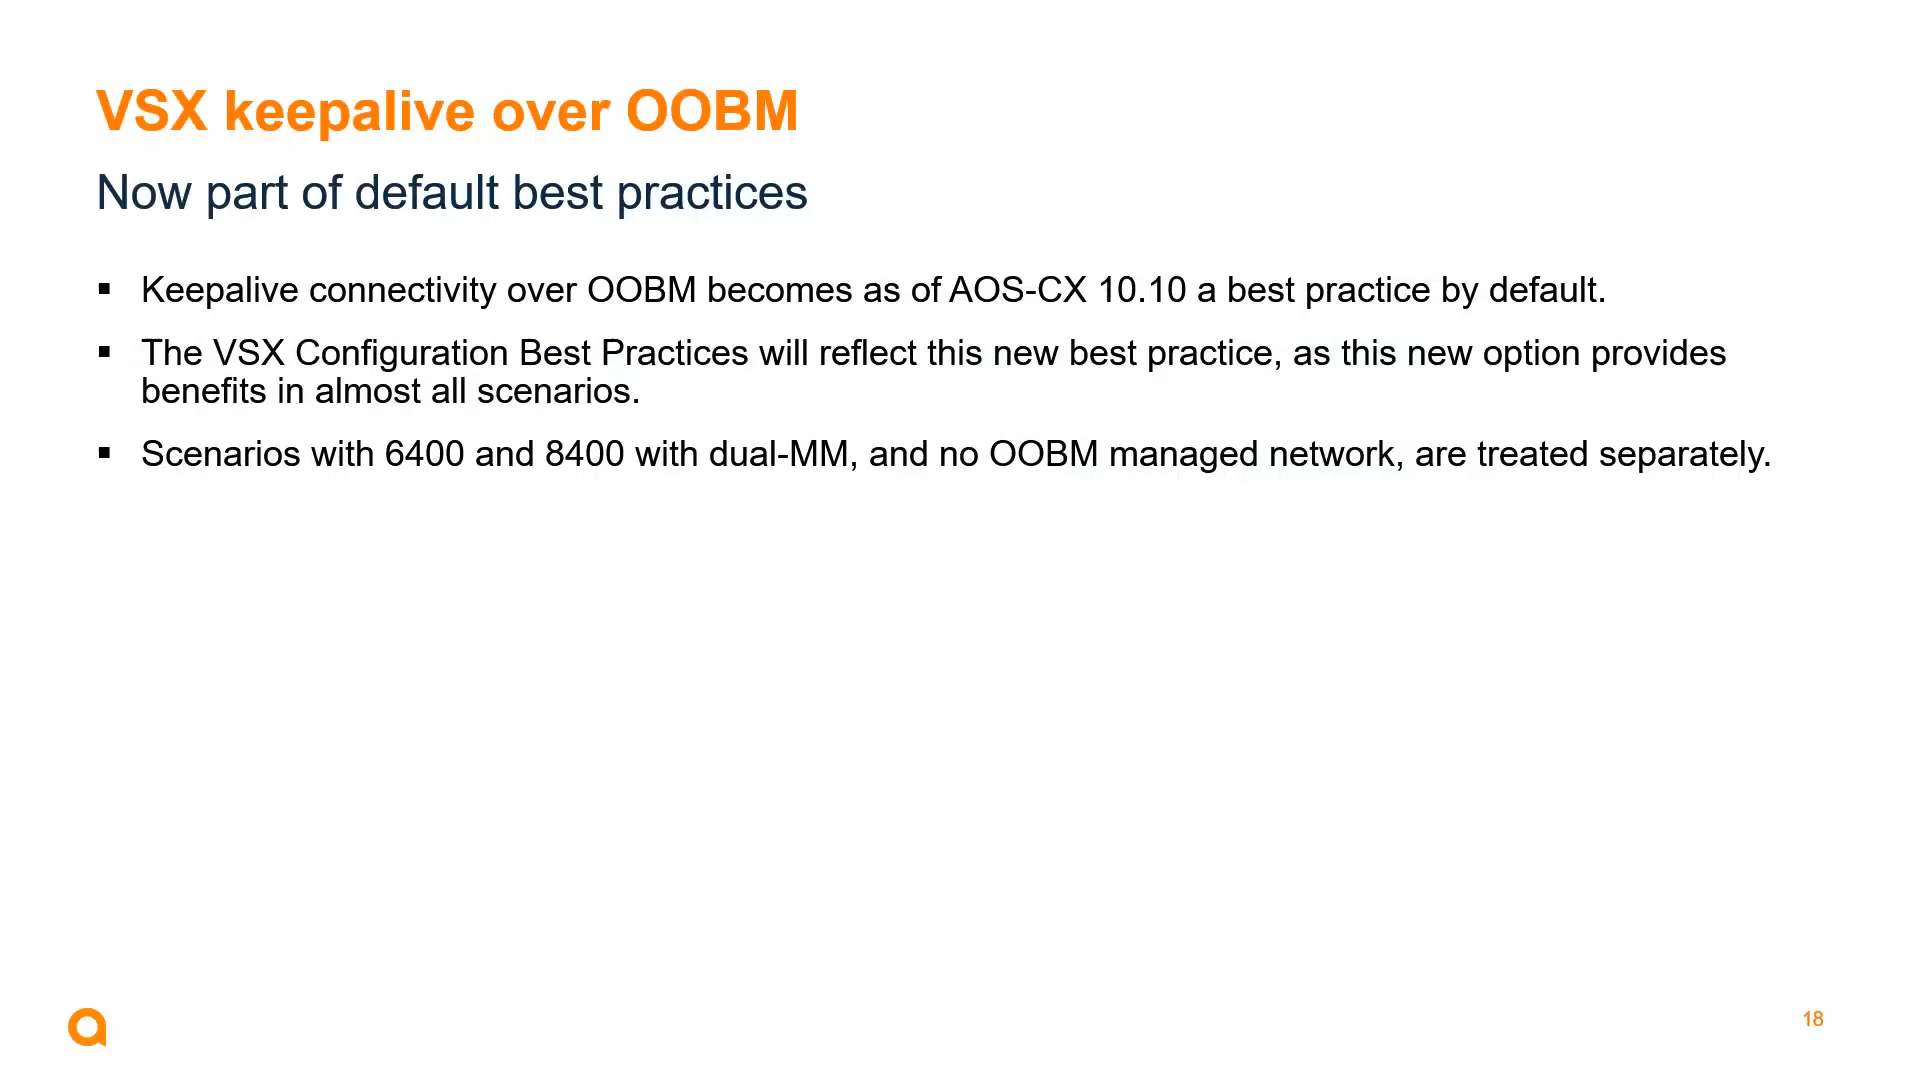 VSX keepalive over OOBM
Now part of default best practices
▪ Keepalive connectivity over OOBM becomes as of AOS-CX 10.10 a best practice by default.
▪ The VSX Configuration Best Practices will reflect this new best practice, as this new option provides
benefits in almost all scenarios.
▪ Scenarios with 6400 and 8400 with dual-MM, and no OOBM managed network, are treated separately.
18